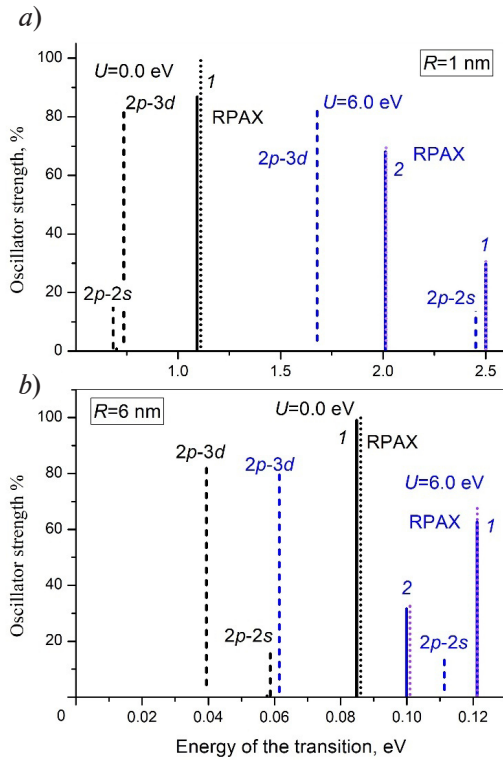 a)
R=1 nm
U=0.0 eV
1
2p-3d
RPAX
U=6.0 eV
2p-3d
RPAX
2
1
2p-2s
2p-2s
Oscillator strength, %
100
80
60
40
20
0
1.0
1.5
2.0
2.5
b)
R=6 nm
U=0.0 eV
1
RPAX
2p-3d
2p-3d
U=6.0 eV
RPAX
1
2
2p-2s
2p-2s
Oscillator strength %
100
80
60
40
20
0
0.02
0.04
0.06
0.08
0.10
0.12
Energy of the transition, eV